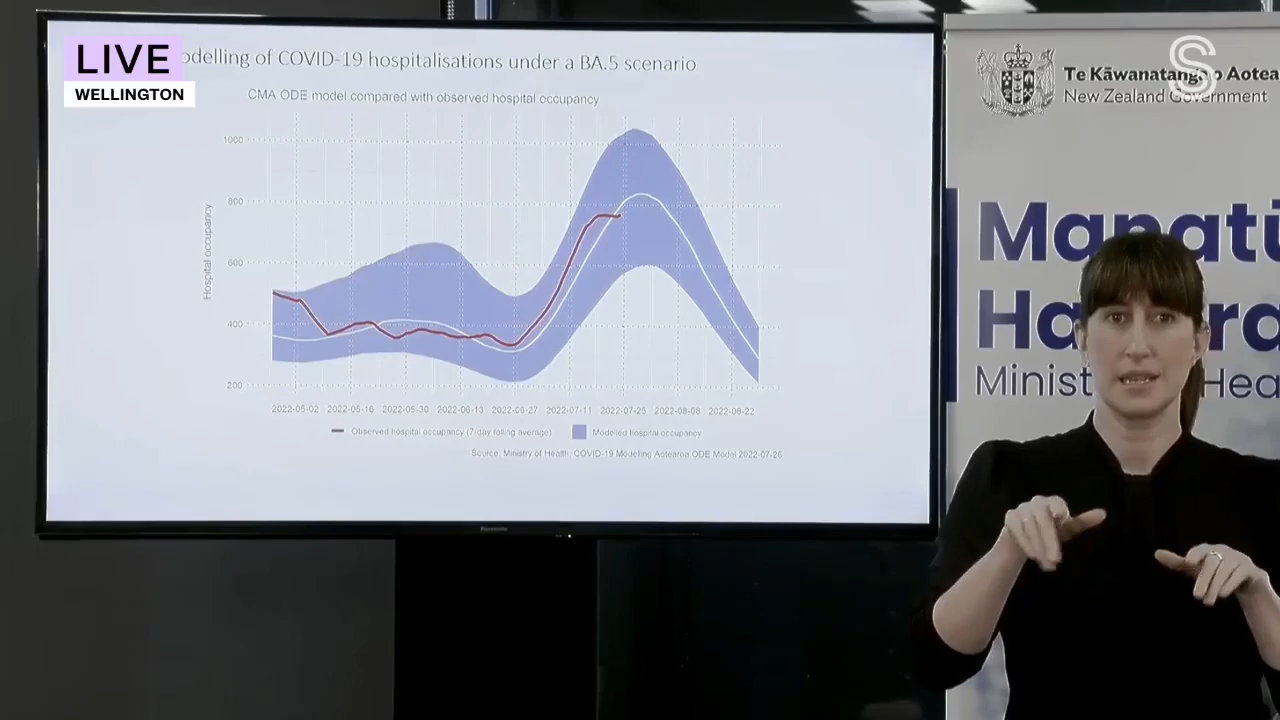 LIVE
WELLINGTON
odelling of COVID-19 hospitalisations under a BA.5 scenario
CMA ODE model compared with observed hospital occupancy
Hospital occupancy
1000
800
600
400
200
2022-05-02 2022-05-16 2022-05-30 2022-06-13 2022-06-27 2022-07-11 2022-07-25 2022-08-08 2022-08-22
Observed hospital occupancy (7-day rolling average) Modelled hospital occupancy
Source: Ministry of Health: COVID-19 Modelling Aotearoa ODE Model 2022-07-26
S
Te Kāwanatanga o Aotea
New Zealand Government
Manatū
Ha ora
Minist Hea